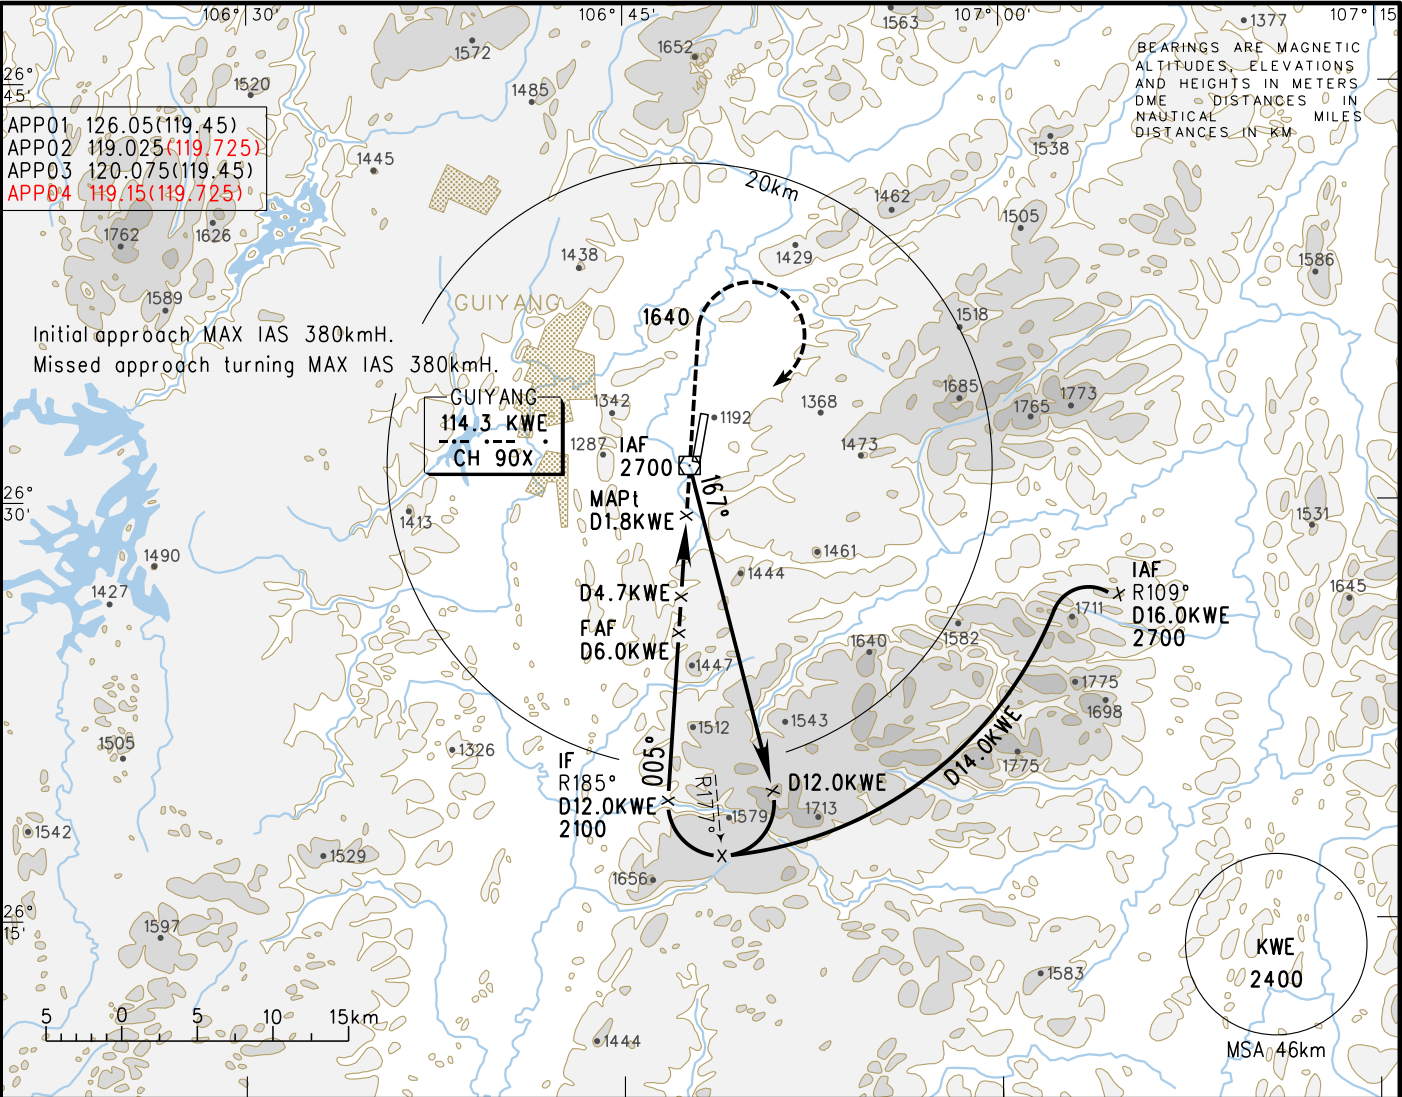 106°30'
106°45'
107°00'
107°15
26°
45'
BEARINGS ARE MAGNETIC
ALTITUDES, ELEVATIONS
AND HEIGHTS IN METERS
DME DISTANCES IN
NAUTICAL MILES
DISTANCES IN KM
APP01 126.05(119.45)
APP02 119.025(119.725)
APP03 120.075(119.45)
APP04 119.15(119.725)
1572
1652
1600
1400
1200
1563
1377
1520
1485
1445
1538
20km
1462
1505
1762
1626
1438
1429
1586
1589
GUIYANG
1640
1518
Initial approach MAX IAS 380kmH.
Missed approach turning MAX IAS 380kmH.
GUIYANG
114.3 KWE
CH 90X
1342
1287
1192
1368
1685
1765
1773
1473
IAF
2700
167°
MAPt
D1.8KWE
26°
30'
1413
1531
1490
1461
1444
1427
D4.7KWE
IAF
R109°
D16.0KWE
2700
1711
1645
FAF
D6.0KWE
1640
1582
1447
1775
1698
1512
1543
1505
1326
005°
D14.0KWE
1775
IF
R185°
D12.0KWE
2100
R177°
D12.0KWE
1579
1713
1542
1529
1656
26°
15'
1597
KWE
2400
MSA 46km
1583
5 0 5 10 15km
1444